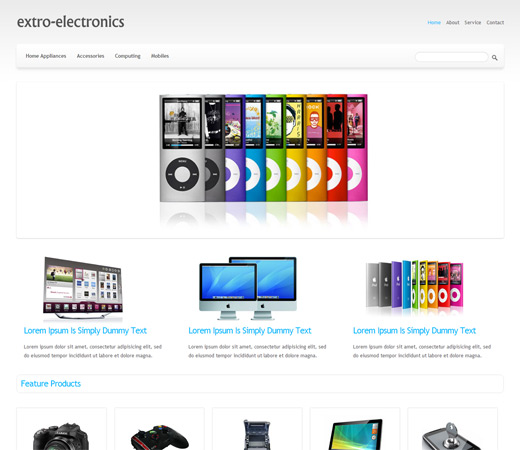 extro-electronics
Home About Service Contact
Home Appliances Accessories Computing Mobiles
Lorem Ipsum is Simply Dummy Text
Lorem ipsum dolor sit amet, consectetur adipisicing elit, sed
do eiusmod tempor incididunt ut labore et dolore magna.
Lorem Ipsum is Simply Dummy Text
Lorem ipsum dolor sit amet, consectetur adipisicing elit, sed
do eiusmod tempor incididunt ut labore et dolore magna.
Lorem Ipsum is Simply Dummy Text
Lorem ipsum dolor sit amet, consectetur adipisicing elit, sed
do eiusmod tempor incididunt ut labore et dolore magna.
Feature Products